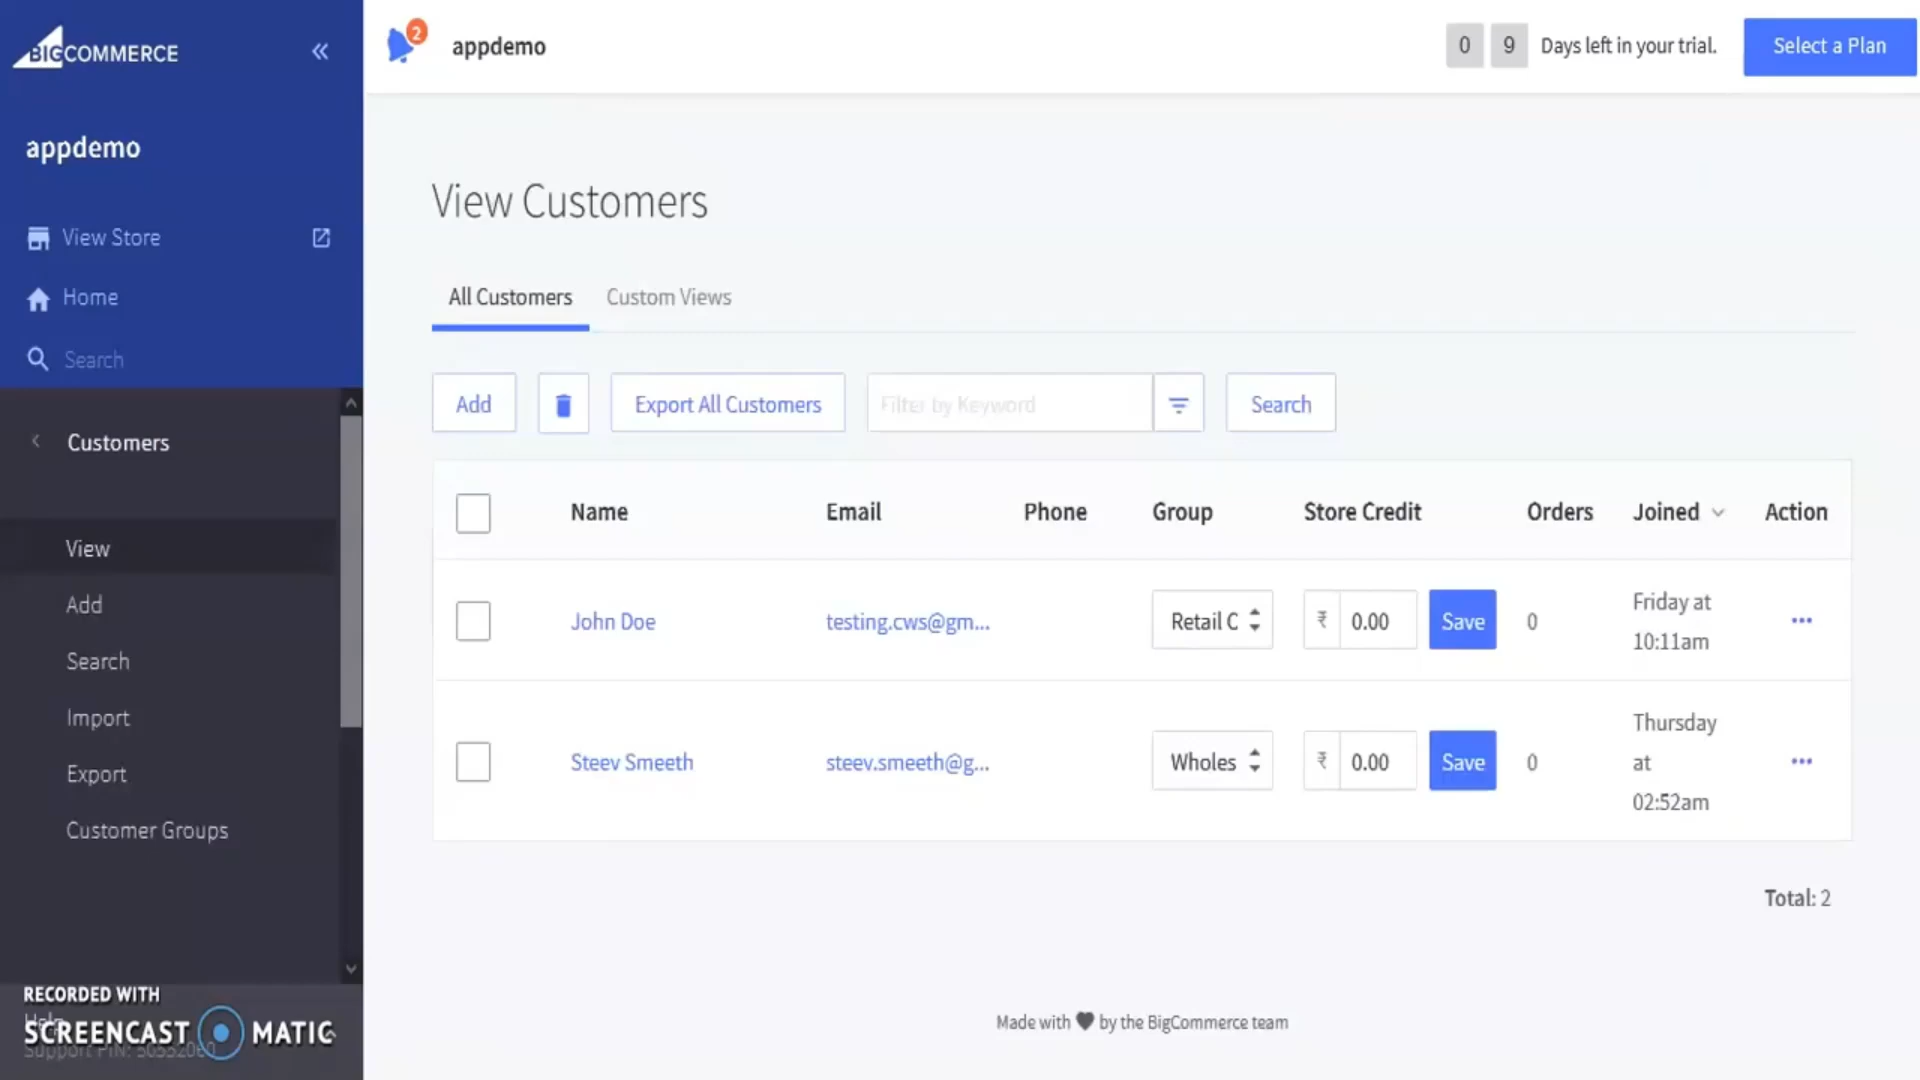 BIGCOMMERCE
2
appdemo
0 9 Days left in your trial.
Select a Plan
appdemo
View Store
Home
Search
Customers
View
Add
Search
Import
Export
Customer Groups
View Customers
All Customers Custom Views
Add
Export All Customers
Filter by Keyword
Search
Name Email Phone Group Store Credit Orders Joined Action
John Doe testing.cws@gm... Retail C ₹ 0.00 Save 0 Friday at
10:11am
Steev Smeeth steev.smeeth@g... Wholes ₹ 0.00 Save 0 Thursday
at
02:52am
Total: 2
Made with ♥ by the BigCommerce team
RECORDED WITH
Help
SCREENCAST MATIC
Support PIN: